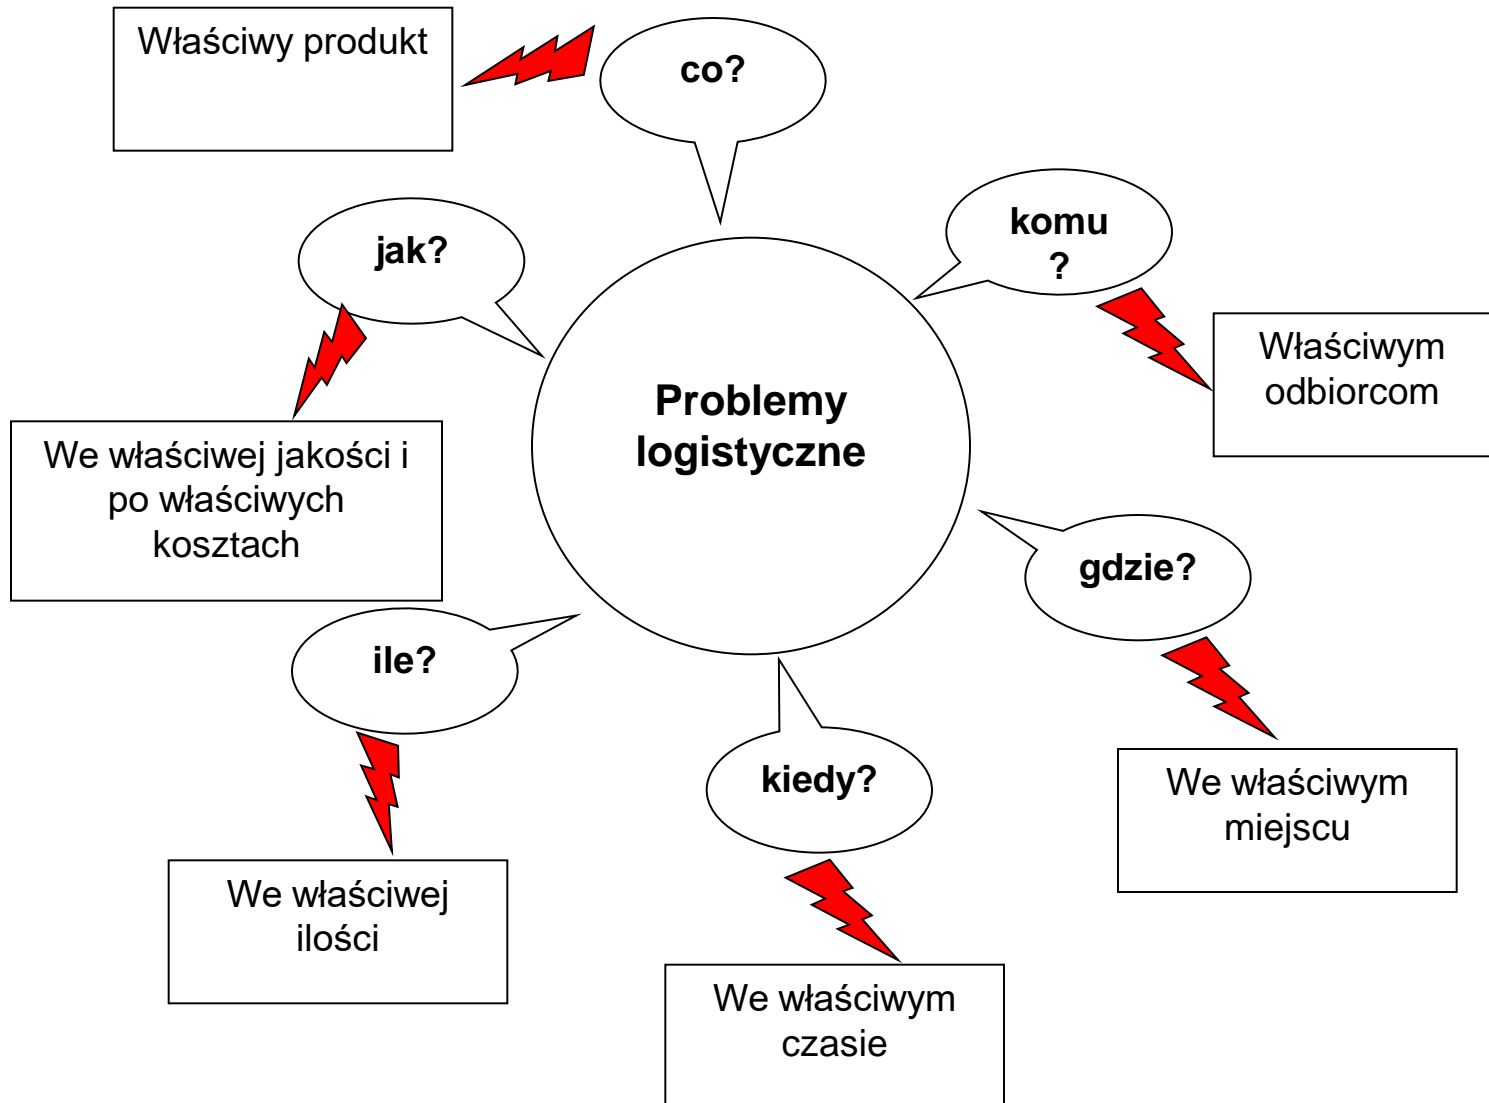 Właściwy produkt
co?
komu
?
jak?
Właściwym
odbiorcom
Problemy
logistyczne
We właściwej jakości i
po właściwych
kosztach
gdzie?
ile?
kiedy?
We właściwym
miejscu
We właściwej
ilości
We właściwym
czasie